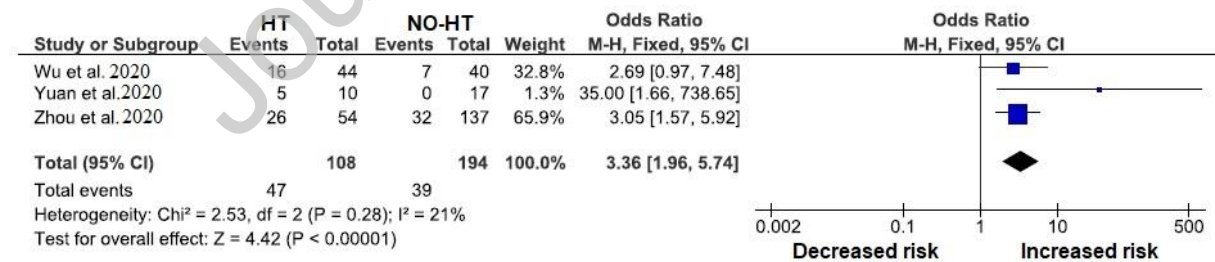 HT NO-HT Odds Ratio Odds Ratio
Study or Subgroup Events Total Events Total Weight M-H, Fixed, 95% CI M-H, Fixed, 95% CI
Wu et al. 2020 16 44 7 40 32.8% 2.69 [0.97, 7.48]
Yuan et al.2020 5 10 0 17 1.3% 35.00 [1.66, 738.65]
Zhou et al.2020 26 54 32 137 65.9% 3.05 [1.57, 5.92]
Total (95% CI) 108 194 100.0% 3.36 [1.96, 5.74]
Total events 47 39
Heterogeneity: Chi² = 2.53, df = 2 (P = 0.28); I² = 21%
Test for overall effect: Z = 4.42 (P < 0.00001)
0.002 0.1 1 10 500
Decreased risk Increased risk
Jou